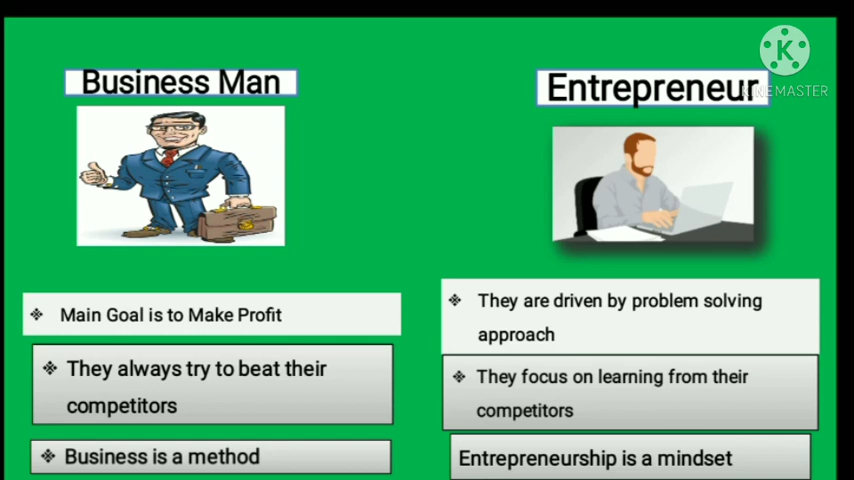 Business Man
Entrepreneur
KINEMASTER
❖ Main Goal is to Make Profit
❖ They always try to beat their
competitors
❖ Business is a method
❖ They are driven by problem solving
approach
❖ They focus on learning from their
competitors
Entrepreneurship is a mindset